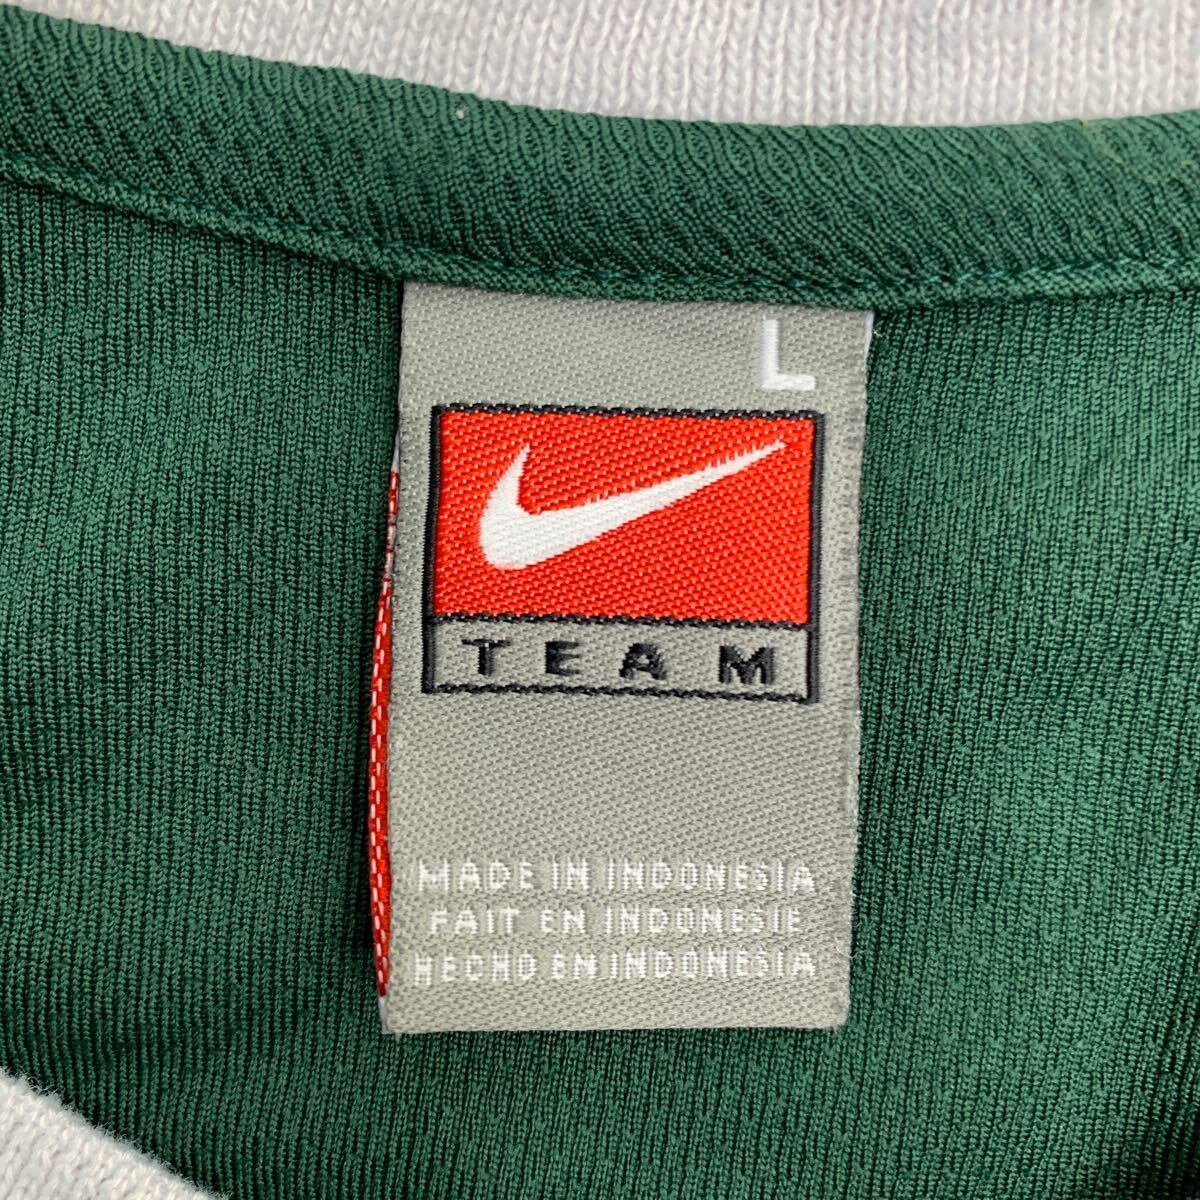 L
TEAM
MADE IN INDONESIA
FAIT EN INDONESIE
HECHO EN INDONESIA